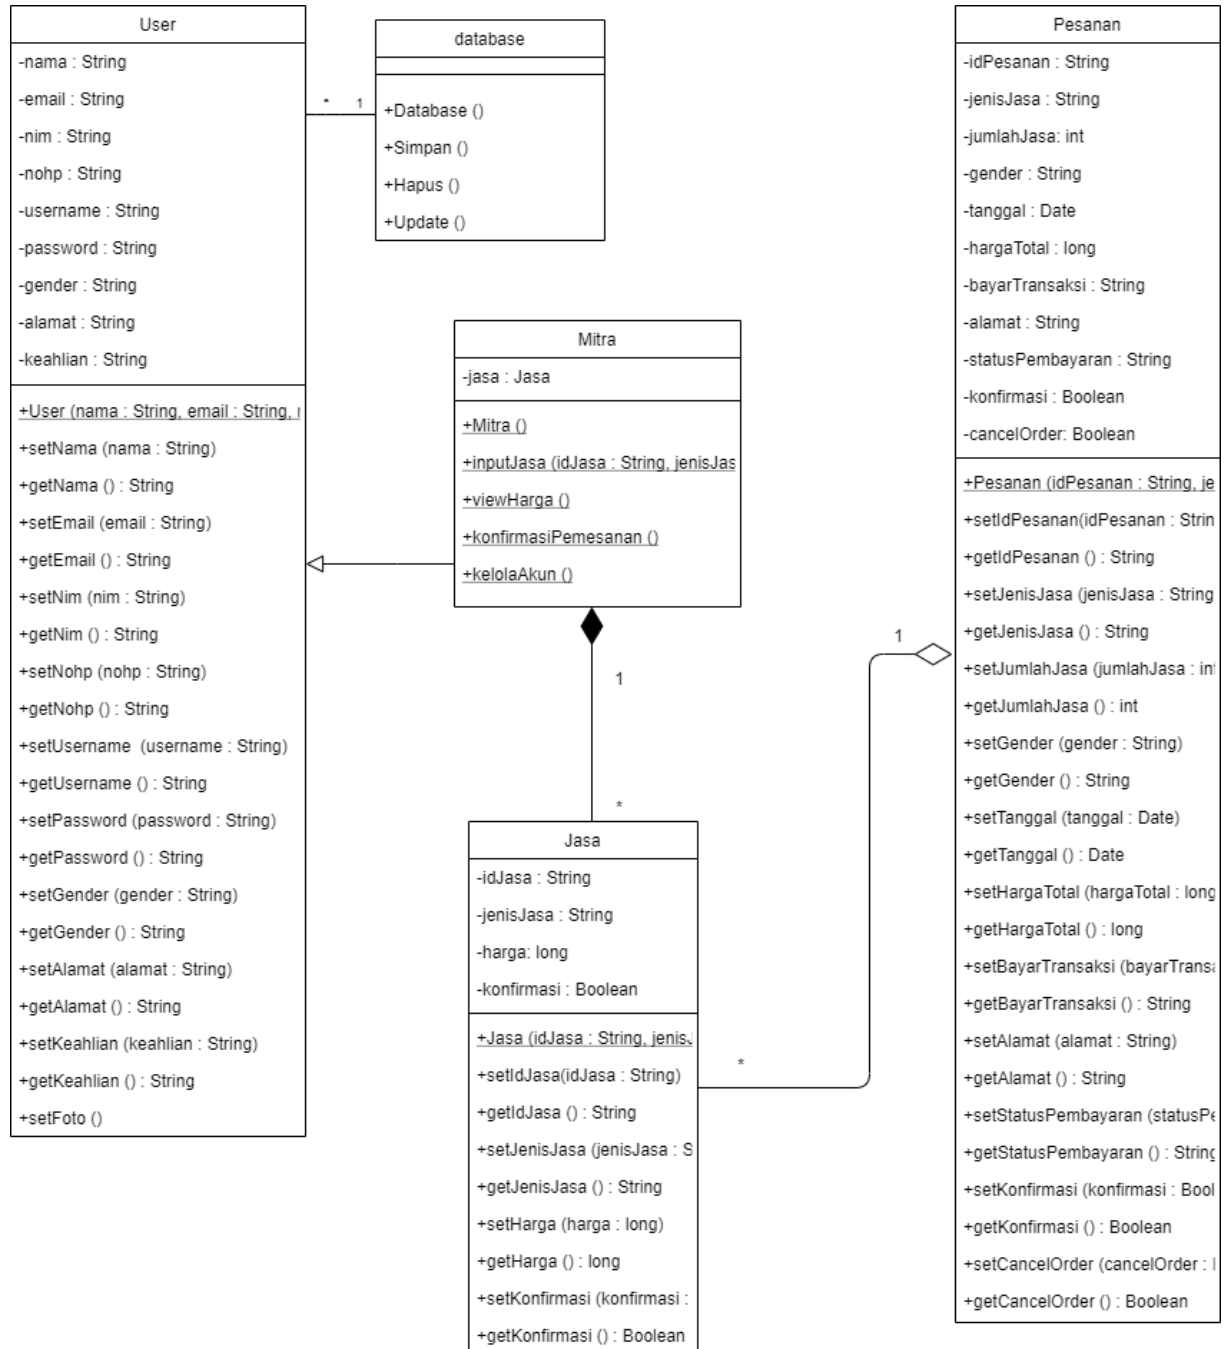 User
-nama : String
-email : String
-nim : String
-nohp : String
-username : String
-password : String
-gender : String
-alamat : String
-keahlian : String
+User (nama : String, email : String, r
+setNama (nama : String)
+getNama () : String
+setEmail (email : String)
+getEmail () : String
+setNim (nim : String)
+getNim () : String
+setNohp (nohp : String)
+getNohp () : String
+setUsername (username : String)
+getUsername () : String
+setPassword (password : String)
+getPassword () : String
+setGender (gender : String)
+getGender () : String
+setAlamat (alamat : String)
+getAlamat () : String
+setKeahlian (keahlian : String)
+getKeahlian () : String
+setFoto ()
* 1
database
+Database ()
+Simpan ()
+Hapus ()
+Update ()
Mitra
-jasa : Jasa
+Mitra ()
+inputJasa (idJasa : String, jenisJas
+viewHarga ()
+konfirmasiPemesanan ()
+kelolaAkun ()
1
*
Jasa
-idJasa : String
-jenisJasa : String
-harga: long
-konfirmasi : Boolean
+Jasa (idJasa : String, jenisJ
+setIdJasa(idJasa : String)
+getIdJasa () : String
+setJenisJasa (jenisJasa : S
+getJenisJasa () : String
+setHarga (harga : long)
+getHarga () : long
+setKonfirmasi (konfirmasi :
+getKonfirmasi () : Boolean
*
1
Pesanan
-idPesanan : String
-jenisJasa : String
-jumlahJasa: int
-gender : String
-tanggal : Date
-hargaTotal : long
-bayarTransaksi : String
-alamat : String
-statusPembayaran : String
-konfirmasi : Boolean
-cancelOrder: Boolean
+Pesanan (idPesanan : String, je
+setIdPesanan(idPesanan : Strin
+getIdPesanan () : String
+setJenisJasa (jenisJasa : String
+getJenisJasa () : String
+setJumlahJasa (jumlahJasa : int
+getJumlahJasa () : int
+setGender (gender : String)
+getGender () : String
+setTanggal (tanggal : Date)
+getTanggal () : Date
+setHargaTotal (hargaTotal : long
+getHargaTotal () : long
+setBayarTransaksi (bayarTransa
+getBayarTransaksi () : String
+setAlamat (alamat : String)
+getAlamat () : String
+setStatusPembayaran (statusPe
+getStatusPembayaran () : String
+setKonfirmasi (konfirmasi : Bool
+getKonfirmasi () : Boolean
+setCancelOrder (cancelOrder :
+getCancelOrder () : Boolean